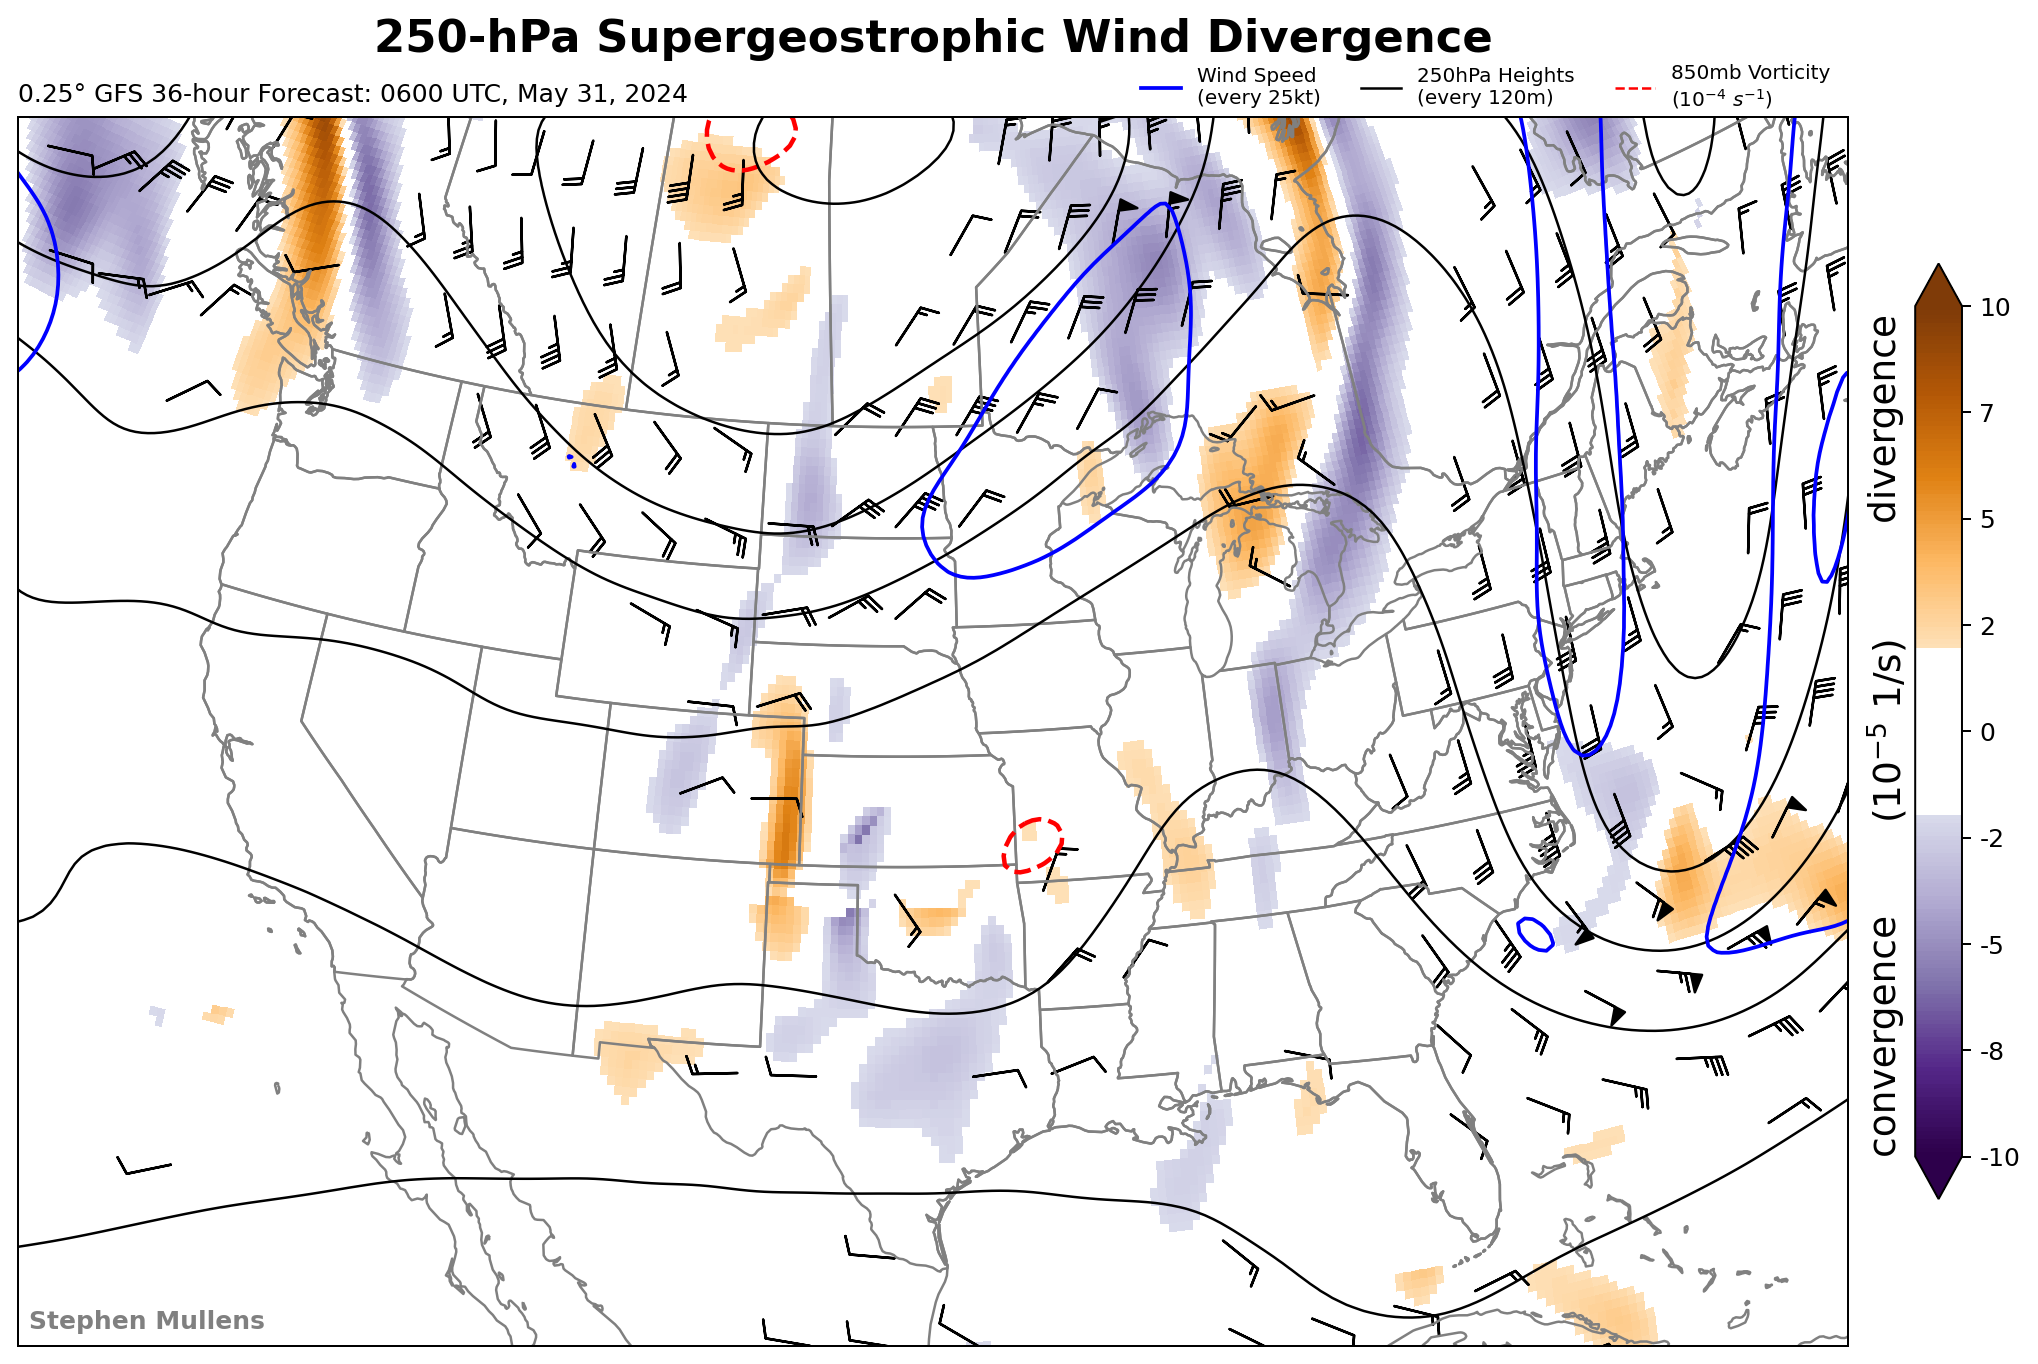 250-hPa Supergeostrophic Wind Divergence
0.25° GFS 36-hour Forecast: 0600 UTC, May 31, 2024
Wind Speed
(every 25kt)
250hPa Heights
(every 120m)
850mb Vorticity
(10⁻⁴ s⁻¹)
10
7
5
2
0
-2
-5
-8
-10
convergence (10⁻⁵ 1/s) divergence
Stephen Mullens